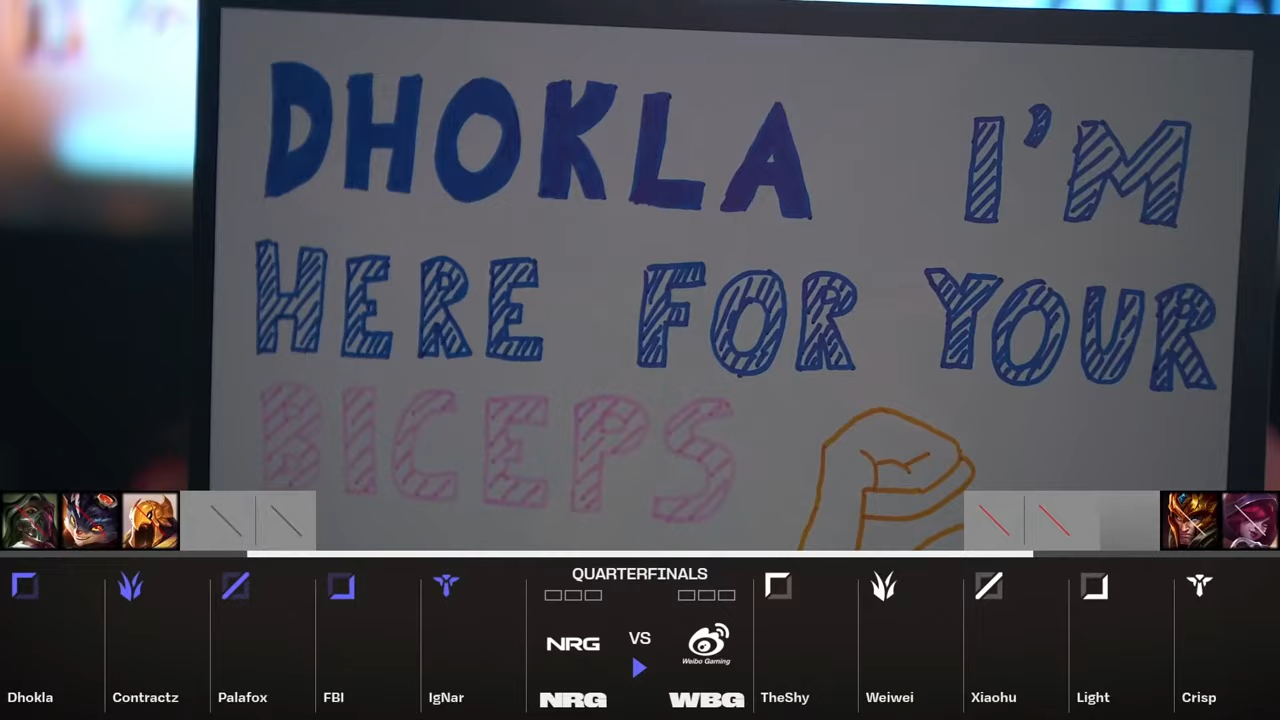 DHOKLA I'M
HERE FOR YOUR
BICEPS
QUARTERFINALS
NRG VS Weibo Gaming
NRG WBG
Dhokla Contractz Palafox FBI IgNar TheShy Weiwei Xiaohu Light Crisp